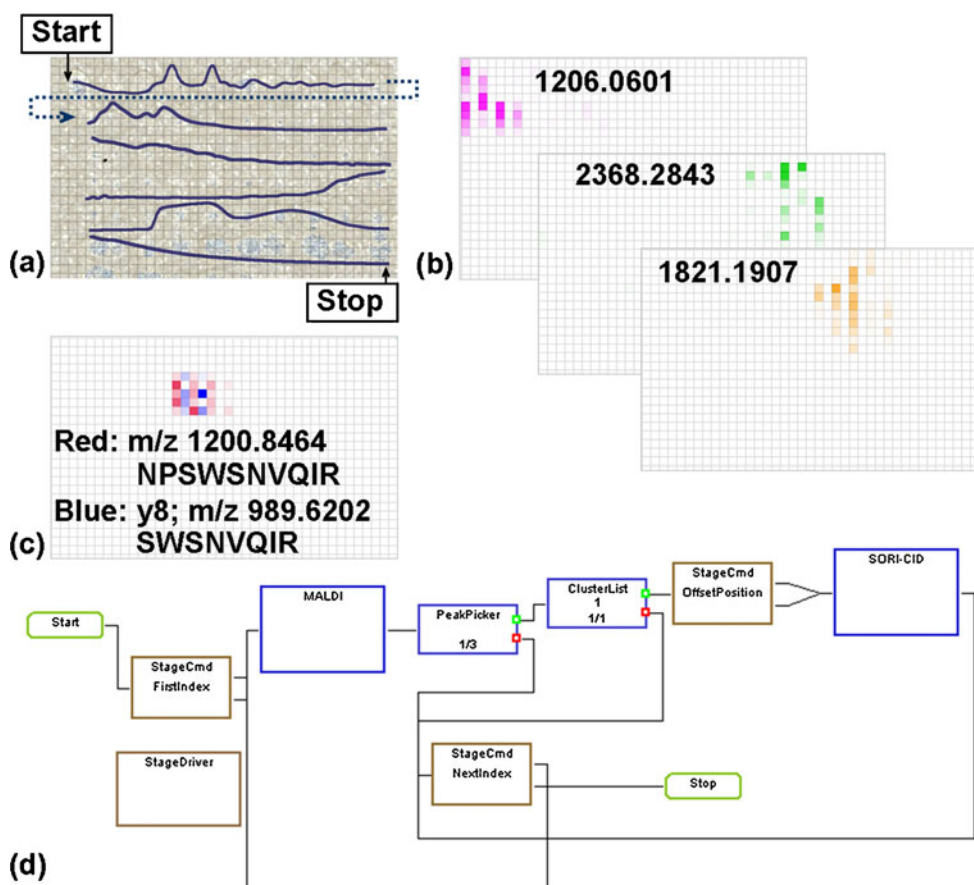 Start
(a)
Stop
1206.0601
2368.2843
1821.1907
(b)
Red: m/z 1200.8464
NPSWSNVQIR
Blue: y8; m/z 989.6202
SWSNVQIR
(c)
Start
StageCmd
FirstIndex
StageDriver
MALDI
PeakPicker
1/3
ClusterList
1
1/1
StageCmd
OffsetPosition
SORI-CID
StageCmd
NextIndex
Stop
(d)